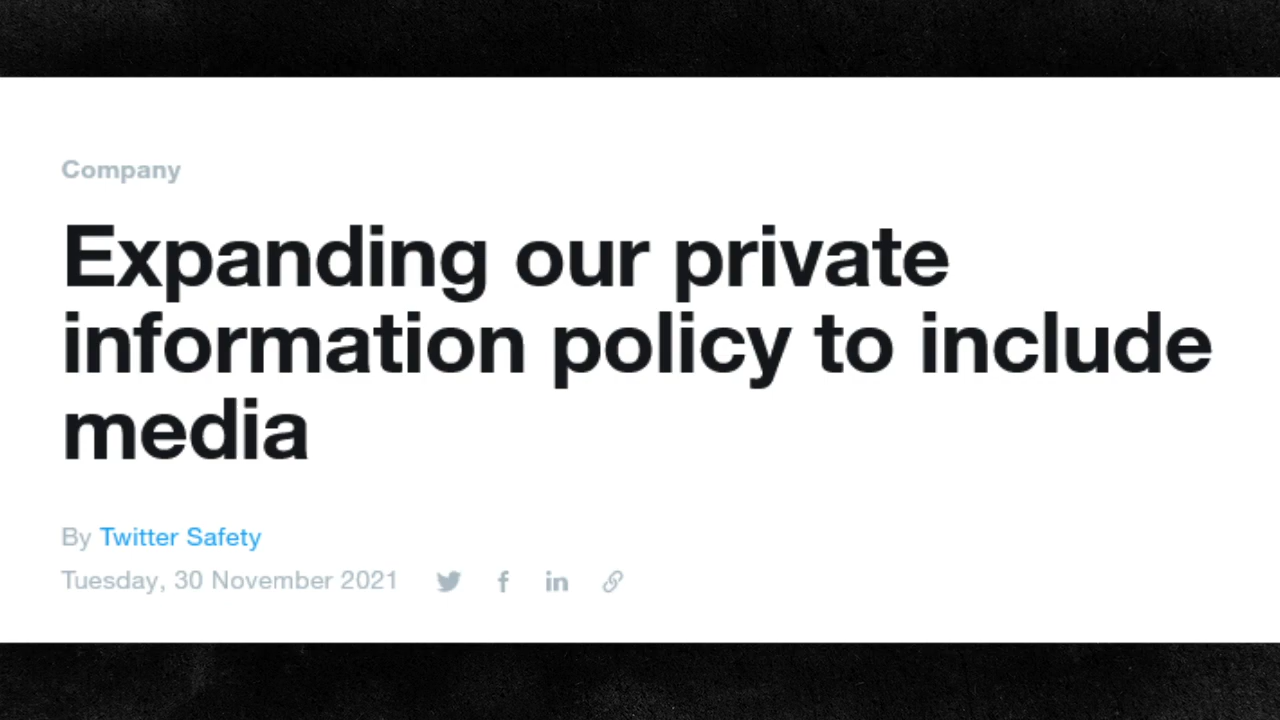 Company
Expanding our private
information policy to include
media
By Twitter Safety
Tuesday, 30 November 2021